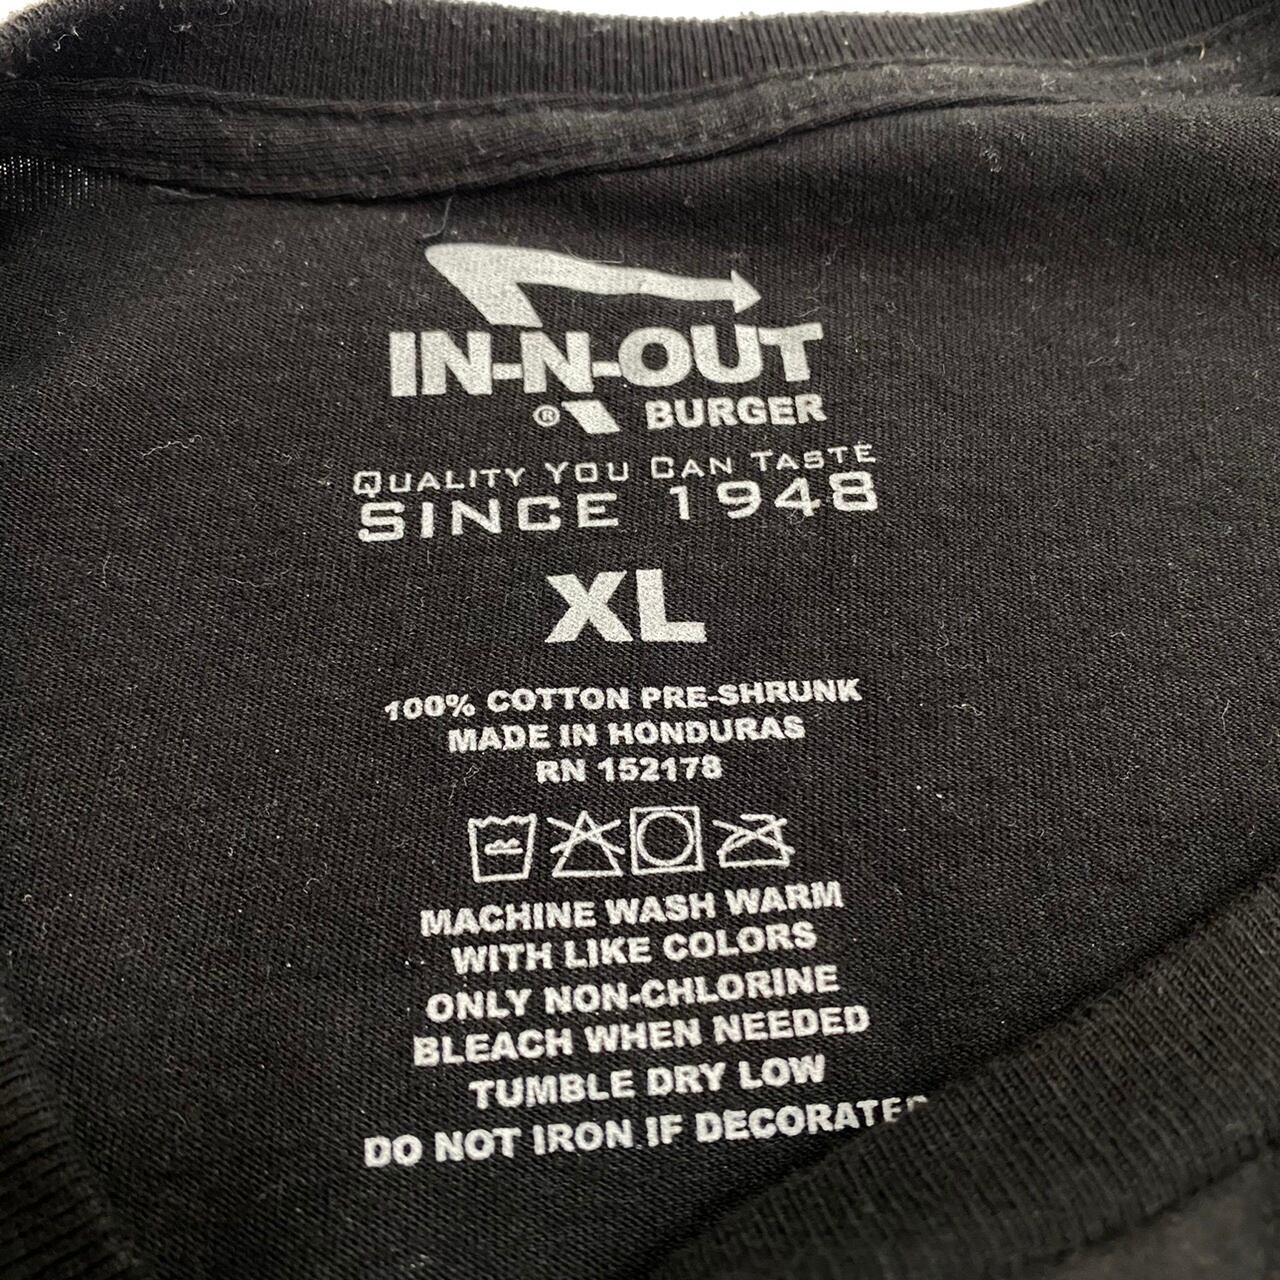 IN-N-OUT
® BURGER
QUALITY YOU CAN TASTE
SINCE 1948
XL
100% COTTON PRE-SHRUNK
MADE IN HONDURAS
RN 152178
MACHINE WASH WARM
WITH LIKE COLORS
ONLY NON-CHLORINE
BLEACH WHEN NEEDED
TUMBLE DRY LOW
DO NOT IRON IF DECORATED